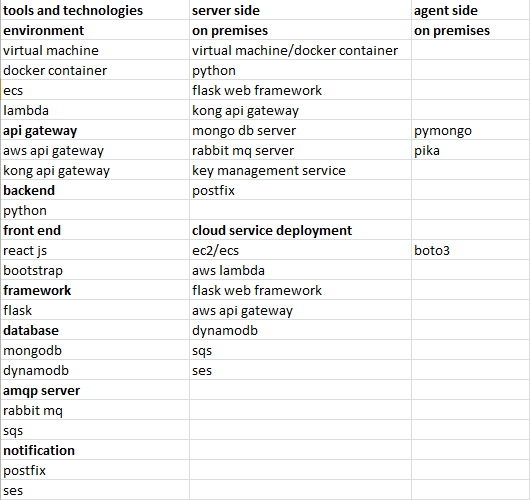 tools and technologies server side agent side
environment on premises on premises
virtual machine virtual machine/docker container
docker container python
ecs flask web framework
lambda kong api gateway
api gateway mongo db server pymongo
aws api gateway rabbit mq server pika
kong api gateway key management service
backend postfix
python
front end cloud service deployment
react js ec2/ecs boto3
bootstrap aws lambda
framework flask web framework
flask aws api gateway
database dynamodb
mongodb sqs
dynamodb ses
amqp server
rabbit mq
sqs
notification
postfix
ses